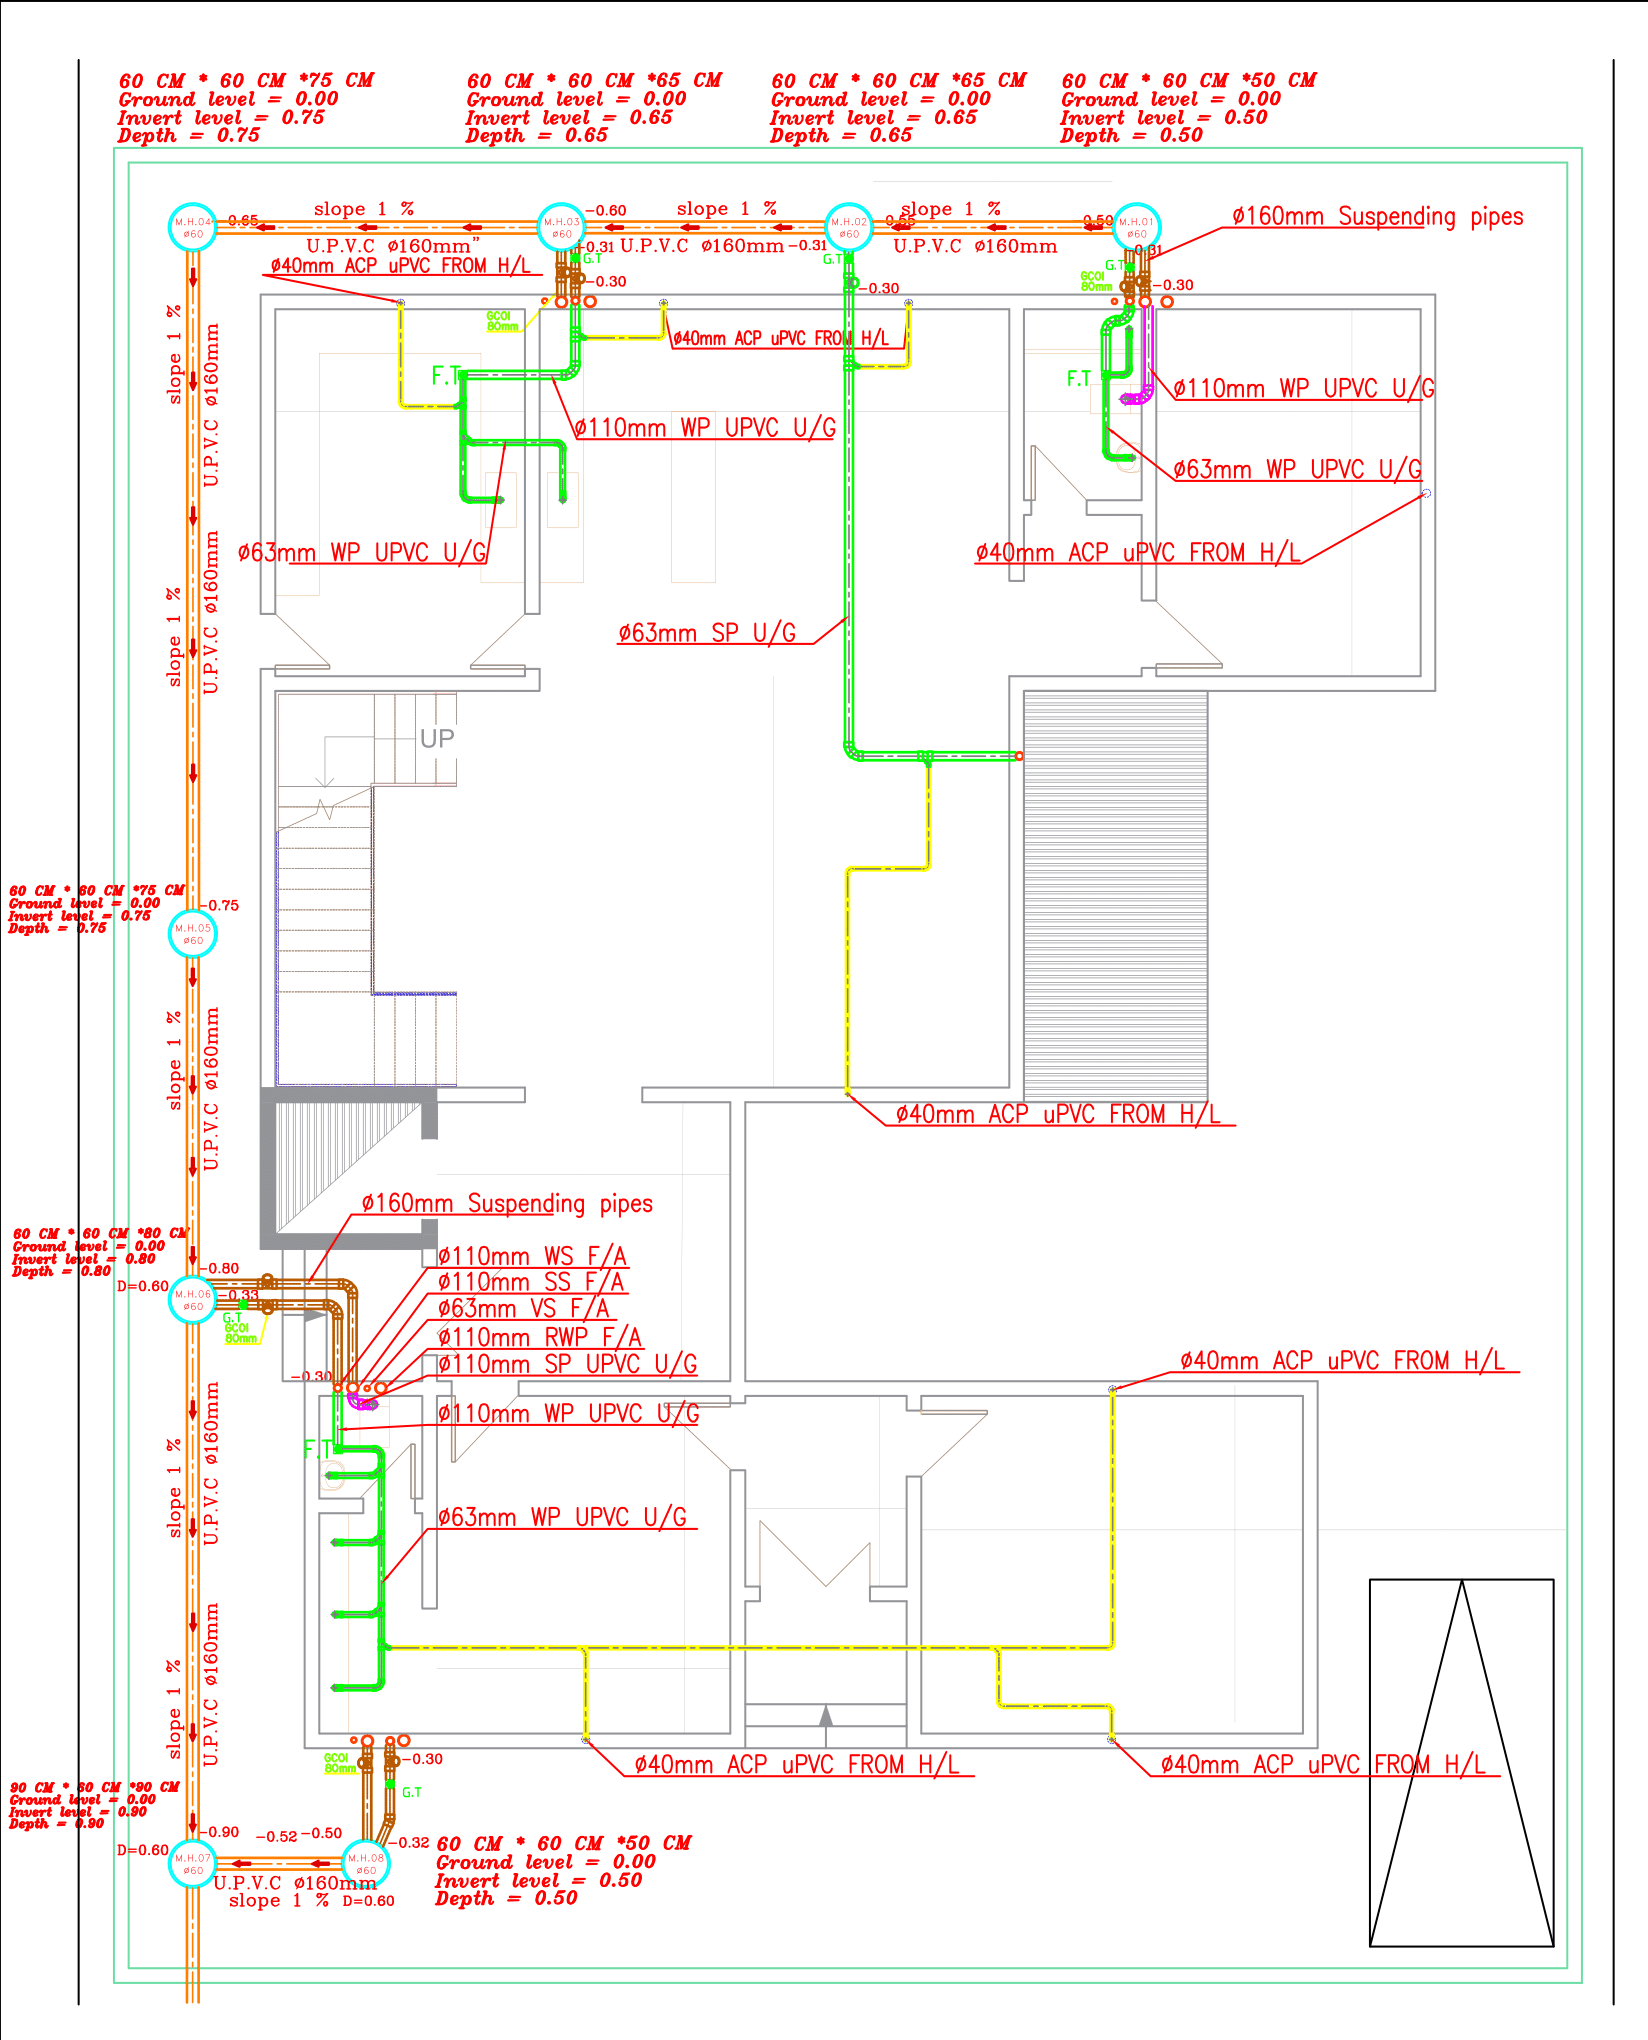 60 CM * 60 CM *75 CM
Ground level = 0.00
Invert level = 0.75
Depth = 0.75
60 CM * 60 CM *65 CM
Ground level = 0.00
Invert level = 0.65
Depth = 0.65
60 CM * 60 CM *65 CM
Ground level = 0.00
Invert level = 0.65
Depth = 0.65
60 CM * 60 CM *50 CM
Ground level = 0.00
Invert level = 0.50
Depth = 0.50
M.H.04
ø60
-0.65
slope 1 %
U.P.V.C ø160mm"
M.H.03
ø60
-0.60
slope 1 %
-0.31
U.P.V.C ø160mm
-0.31
M.H.02
ø60
-0.55
slope 1 %
U.P.V.C ø160mm
-0.50
M.H.01
ø60
ø160mm Suspending pipes
ø40mm ACP uPVC FROM H/L
G.T
-0.30
G.T
-0.30
-0.31
G.T
GCOI
80mm
-0.30
GCOI
80mm
ø40mm ACP uPVC FROM H/L
F.T
F.T
ø110mm WP UPVC U/G
ø110mm WP UPVC U/G
ø63mm WP UPVC U/G
ø63mm WP UPVC U/G
ø40mm ACP uPVC FROM H/L
slope 1 %
U.P.V.C ø160mm
slope 1 %
U.P.V.C ø160mm
ø63mm SP U/G
UP
60 CM * 60 CM *75 CM
Ground level = 0.00
Invert level = 0.75
Depth = 0.75
-0.75
M.H.05
ø60
slope 1 %
U.P.V.C ø160mm
ø40mm ACP uPVC FROM H/L
ø160mm Suspending pipes
60 CM * 60 CM *80 CM
Ground level = 0.00
Invert level = 0.80
Depth = 0.80
-0.80
D=0.60
M.H.06
ø60
-0.33
G.T
GCOI
80mm
ø110mm WS F/A
ø110mm SS F/A
ø63mm VS F/A
ø110mm RWP F/A
ø110mm SP UPVC U/G
-0.30
ø40mm ACP uPVC FROM H/L
ø110mm WP UPVC U/G
F.T
slope 1 %
U.P.V.C ø160mm
ø63mm WP UPVC U/G
slope 1 %
U.P.V.C ø160mm
GCOI
80mm
-0.30
G.T
ø40mm ACP uPVC FROM H/L
ø40mm ACP uPVC FROM H/L
90 CM * 80 CM *90 CM
Ground level = 0.00
Invert level = 0.90
Depth = 0.90
-0.90
D=0.60
M.H.07
ø60
-0.52
-0.50
-0.32
M.H.08
ø60
U.P.V.C ø160mm
slope 1 %
D=0.60
60 CM * 60 CM *50 CM
Ground level = 0.00
Invert level = 0.50
Depth = 0.50